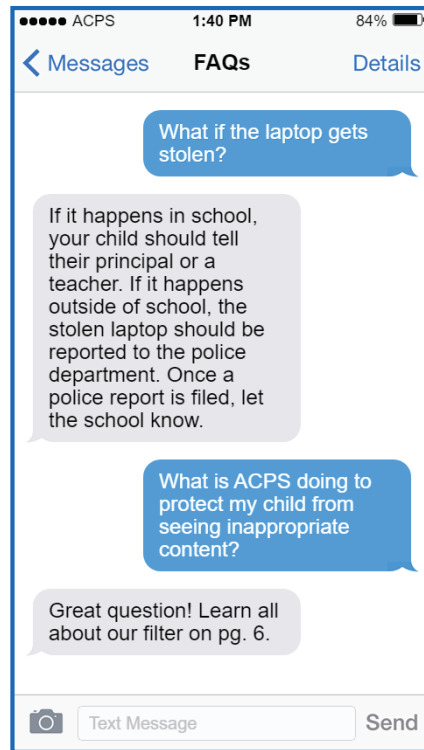 ACPS 1:40 PM 84%
Messages FAQs Details
What if the laptop gets
stolen?
If it happens in school,
your child should tell
their principal or a
teacher. If it happens
outside of school, the
stolen laptop should be
reported to the police
department. Once a
police report is filed, let
the school know.
What is ACPS doing to
protect my child from
seeing inappropriate
content?
Great question! Learn all
about our filter on pg. 6.
Text Message Send